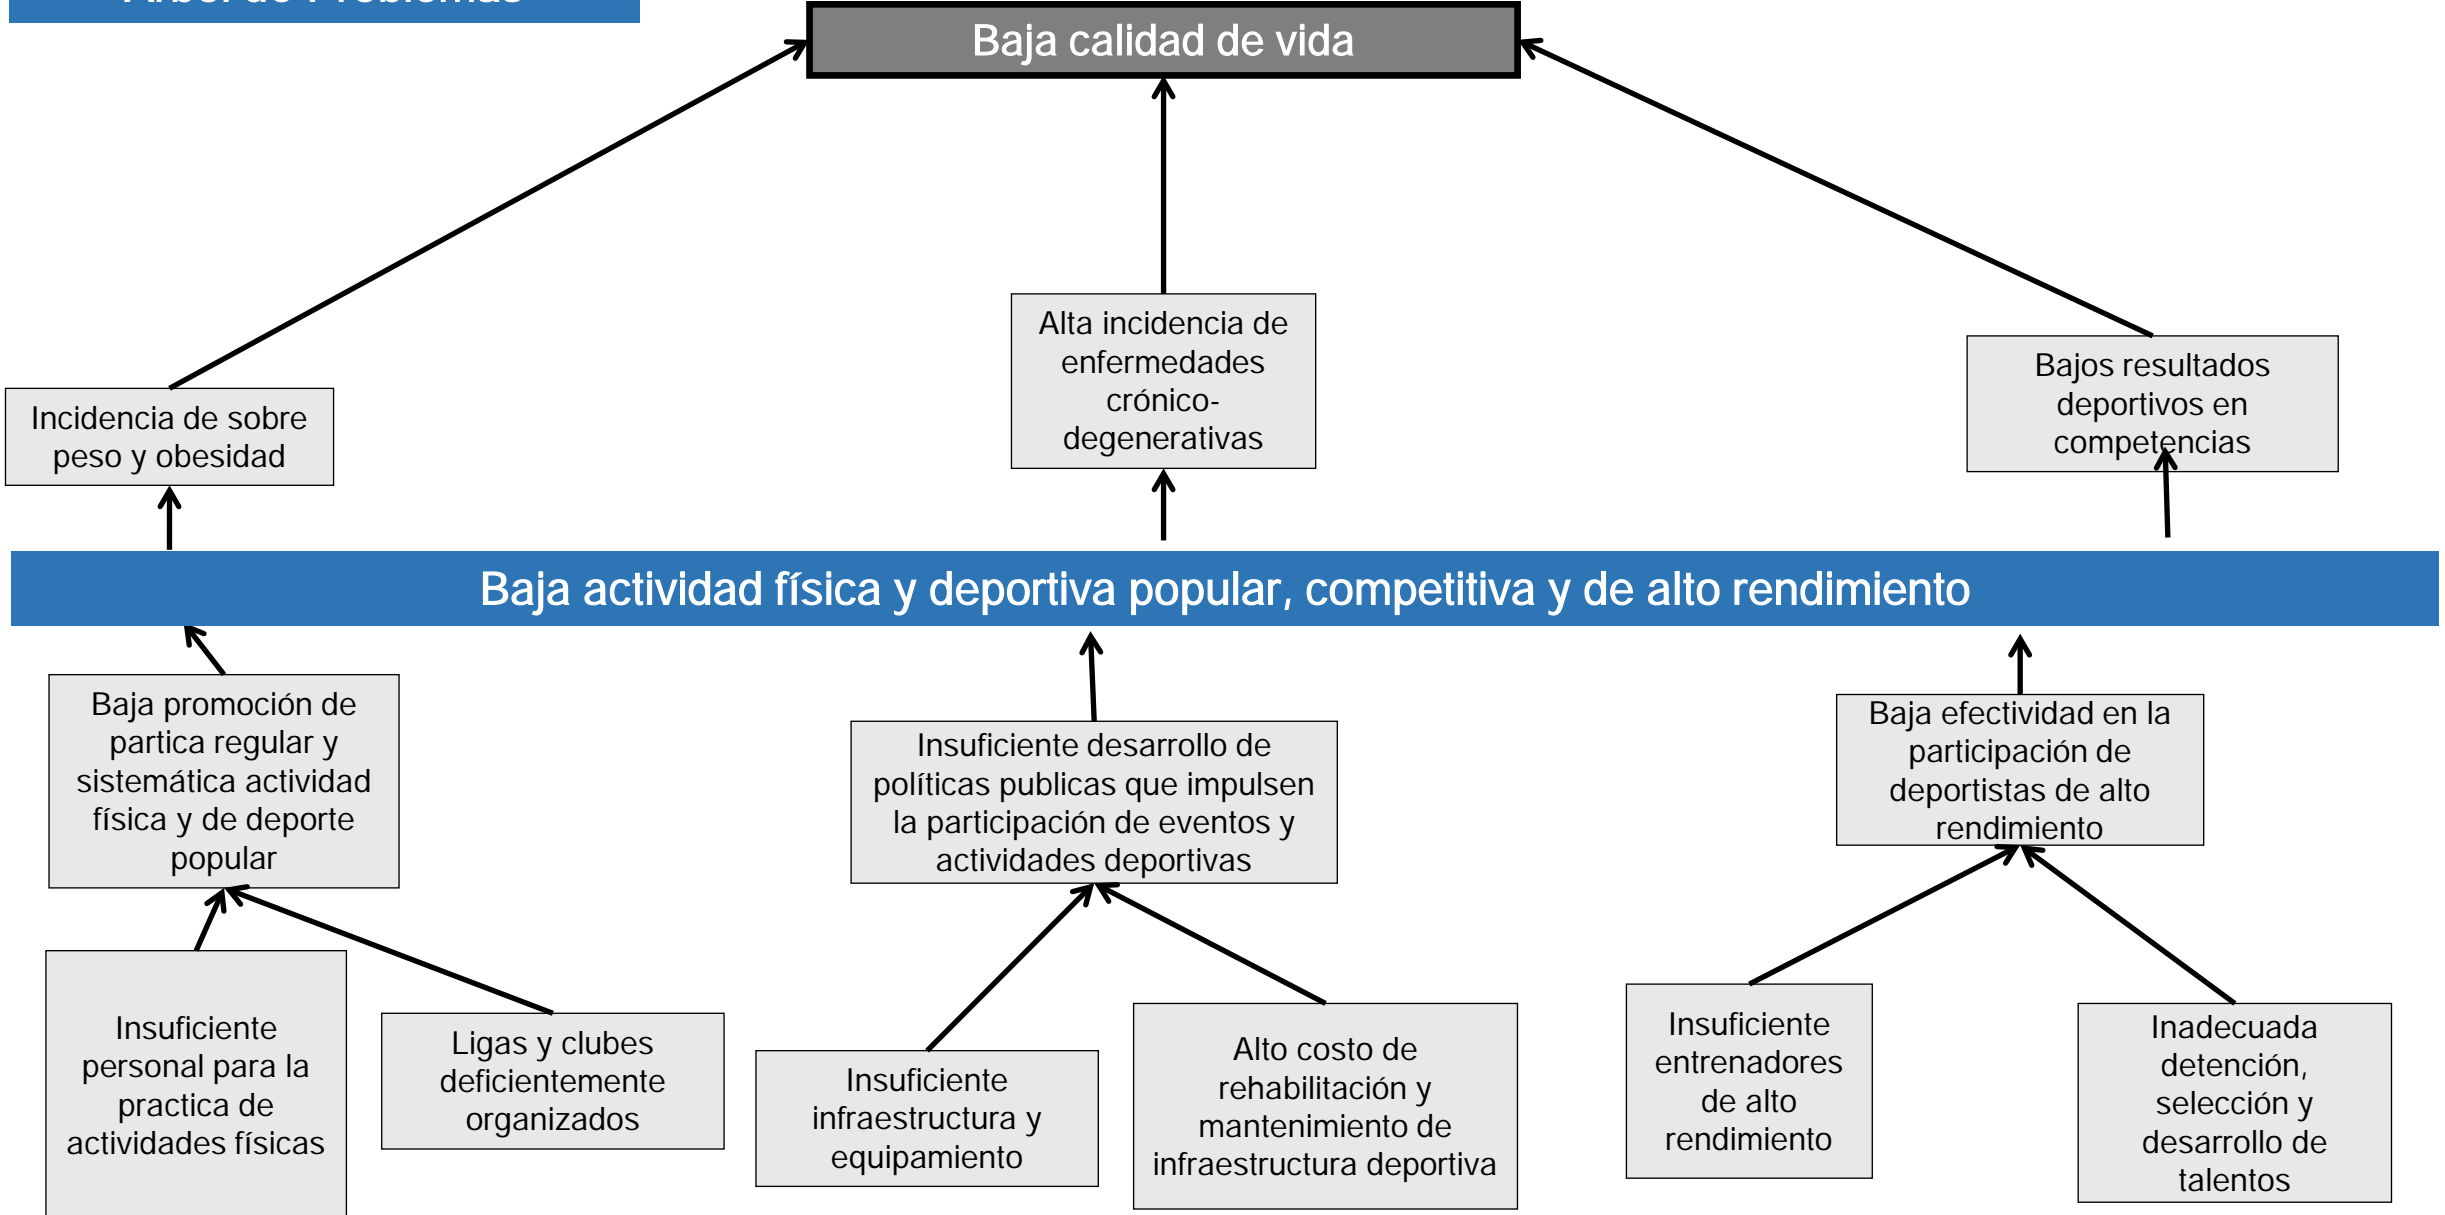 Árbol de Problemas
Baja calidad de vida
Alta incidencia de
enfermedades
crónico-
degenerativas
Bajos resultados
deportivos en
competencias
Incidencia de sobre
peso y obesidad
Baja actividad física y deportiva popular, competitiva y de alto rendimiento
Baja promoción de
partica regular y
sistemática actividad
física y de deporte
popular
Insuficiente desarrollo de
políticas publicas que impulsen
la participación de eventos y
actividades deportivas
Baja efectividad en la
participación de
deportistas de alto
rendimiento
Insuficiente
personal para la
practica de
actividades físicas
Ligas y clubes
deficientemente
organizados
Insuficiente
infraestructura y
equipamiento
Alto costo de
rehabilitación y
mantenimiento de
infraestructura deportiva
Insuficiente
entrenadores
de alto
rendimiento
Inadecuada
detención,
selección y
desarrollo de
talentos